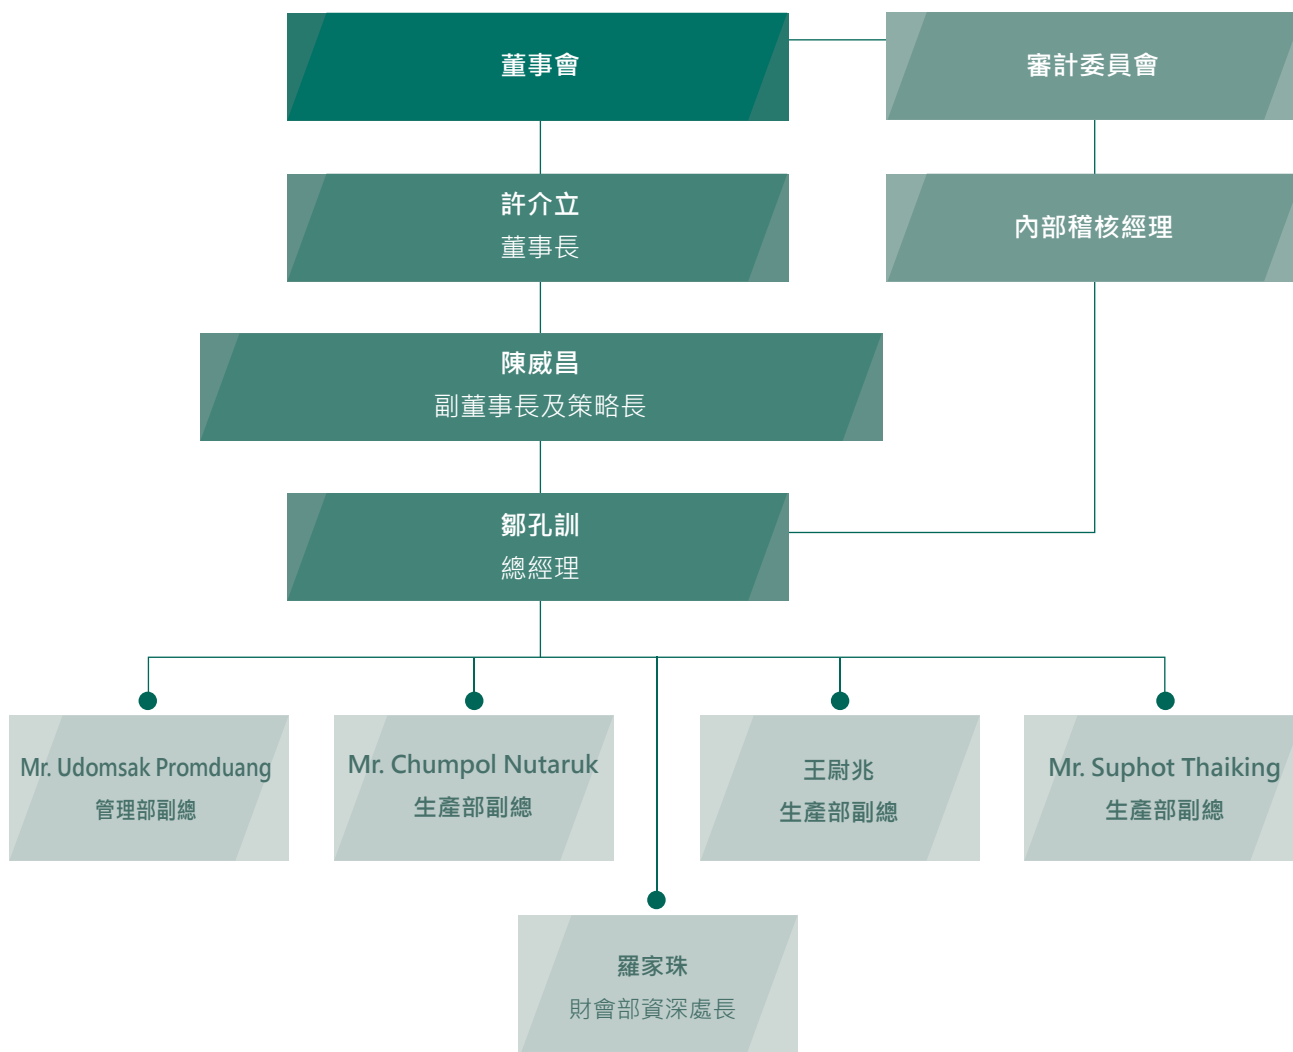 董事會
審計委員會
許介立
董事長
內部稽核經理
陳威昌
副董事長及策略長
鄒孔訓
總經理
Mr. Udomsak Promduang
管理部副總
Mr. Chumpol Nutaruk
生產部副總
王尉兆
生產部副總
Mr. Suphot Thaiking
生產部副總
羅家珠
財會部資深處長